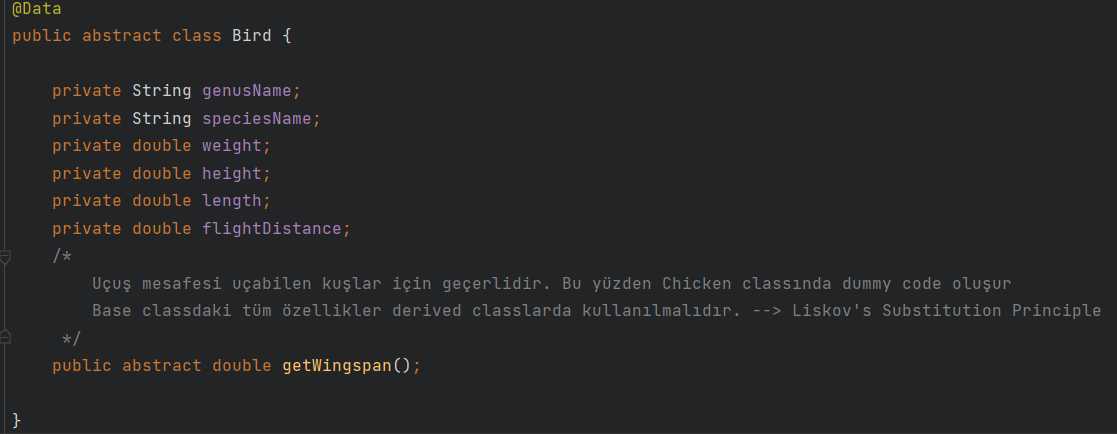 @Data
public abstract class Bird {
private String genusName;
private String speciesName;
private double weight;
private double height;
private double length;
private double flightDistance;
/*
Uçuş mesafesi uçabilen kuşlar için geçerlidir. Bu yüzden Chicken classında dummy code oluşur
Base classdaki tüm özellikler derived classlarda kullanılmalıdır. --> Liskov's Substitution Principle
*/
public abstract double getWingspan();
}